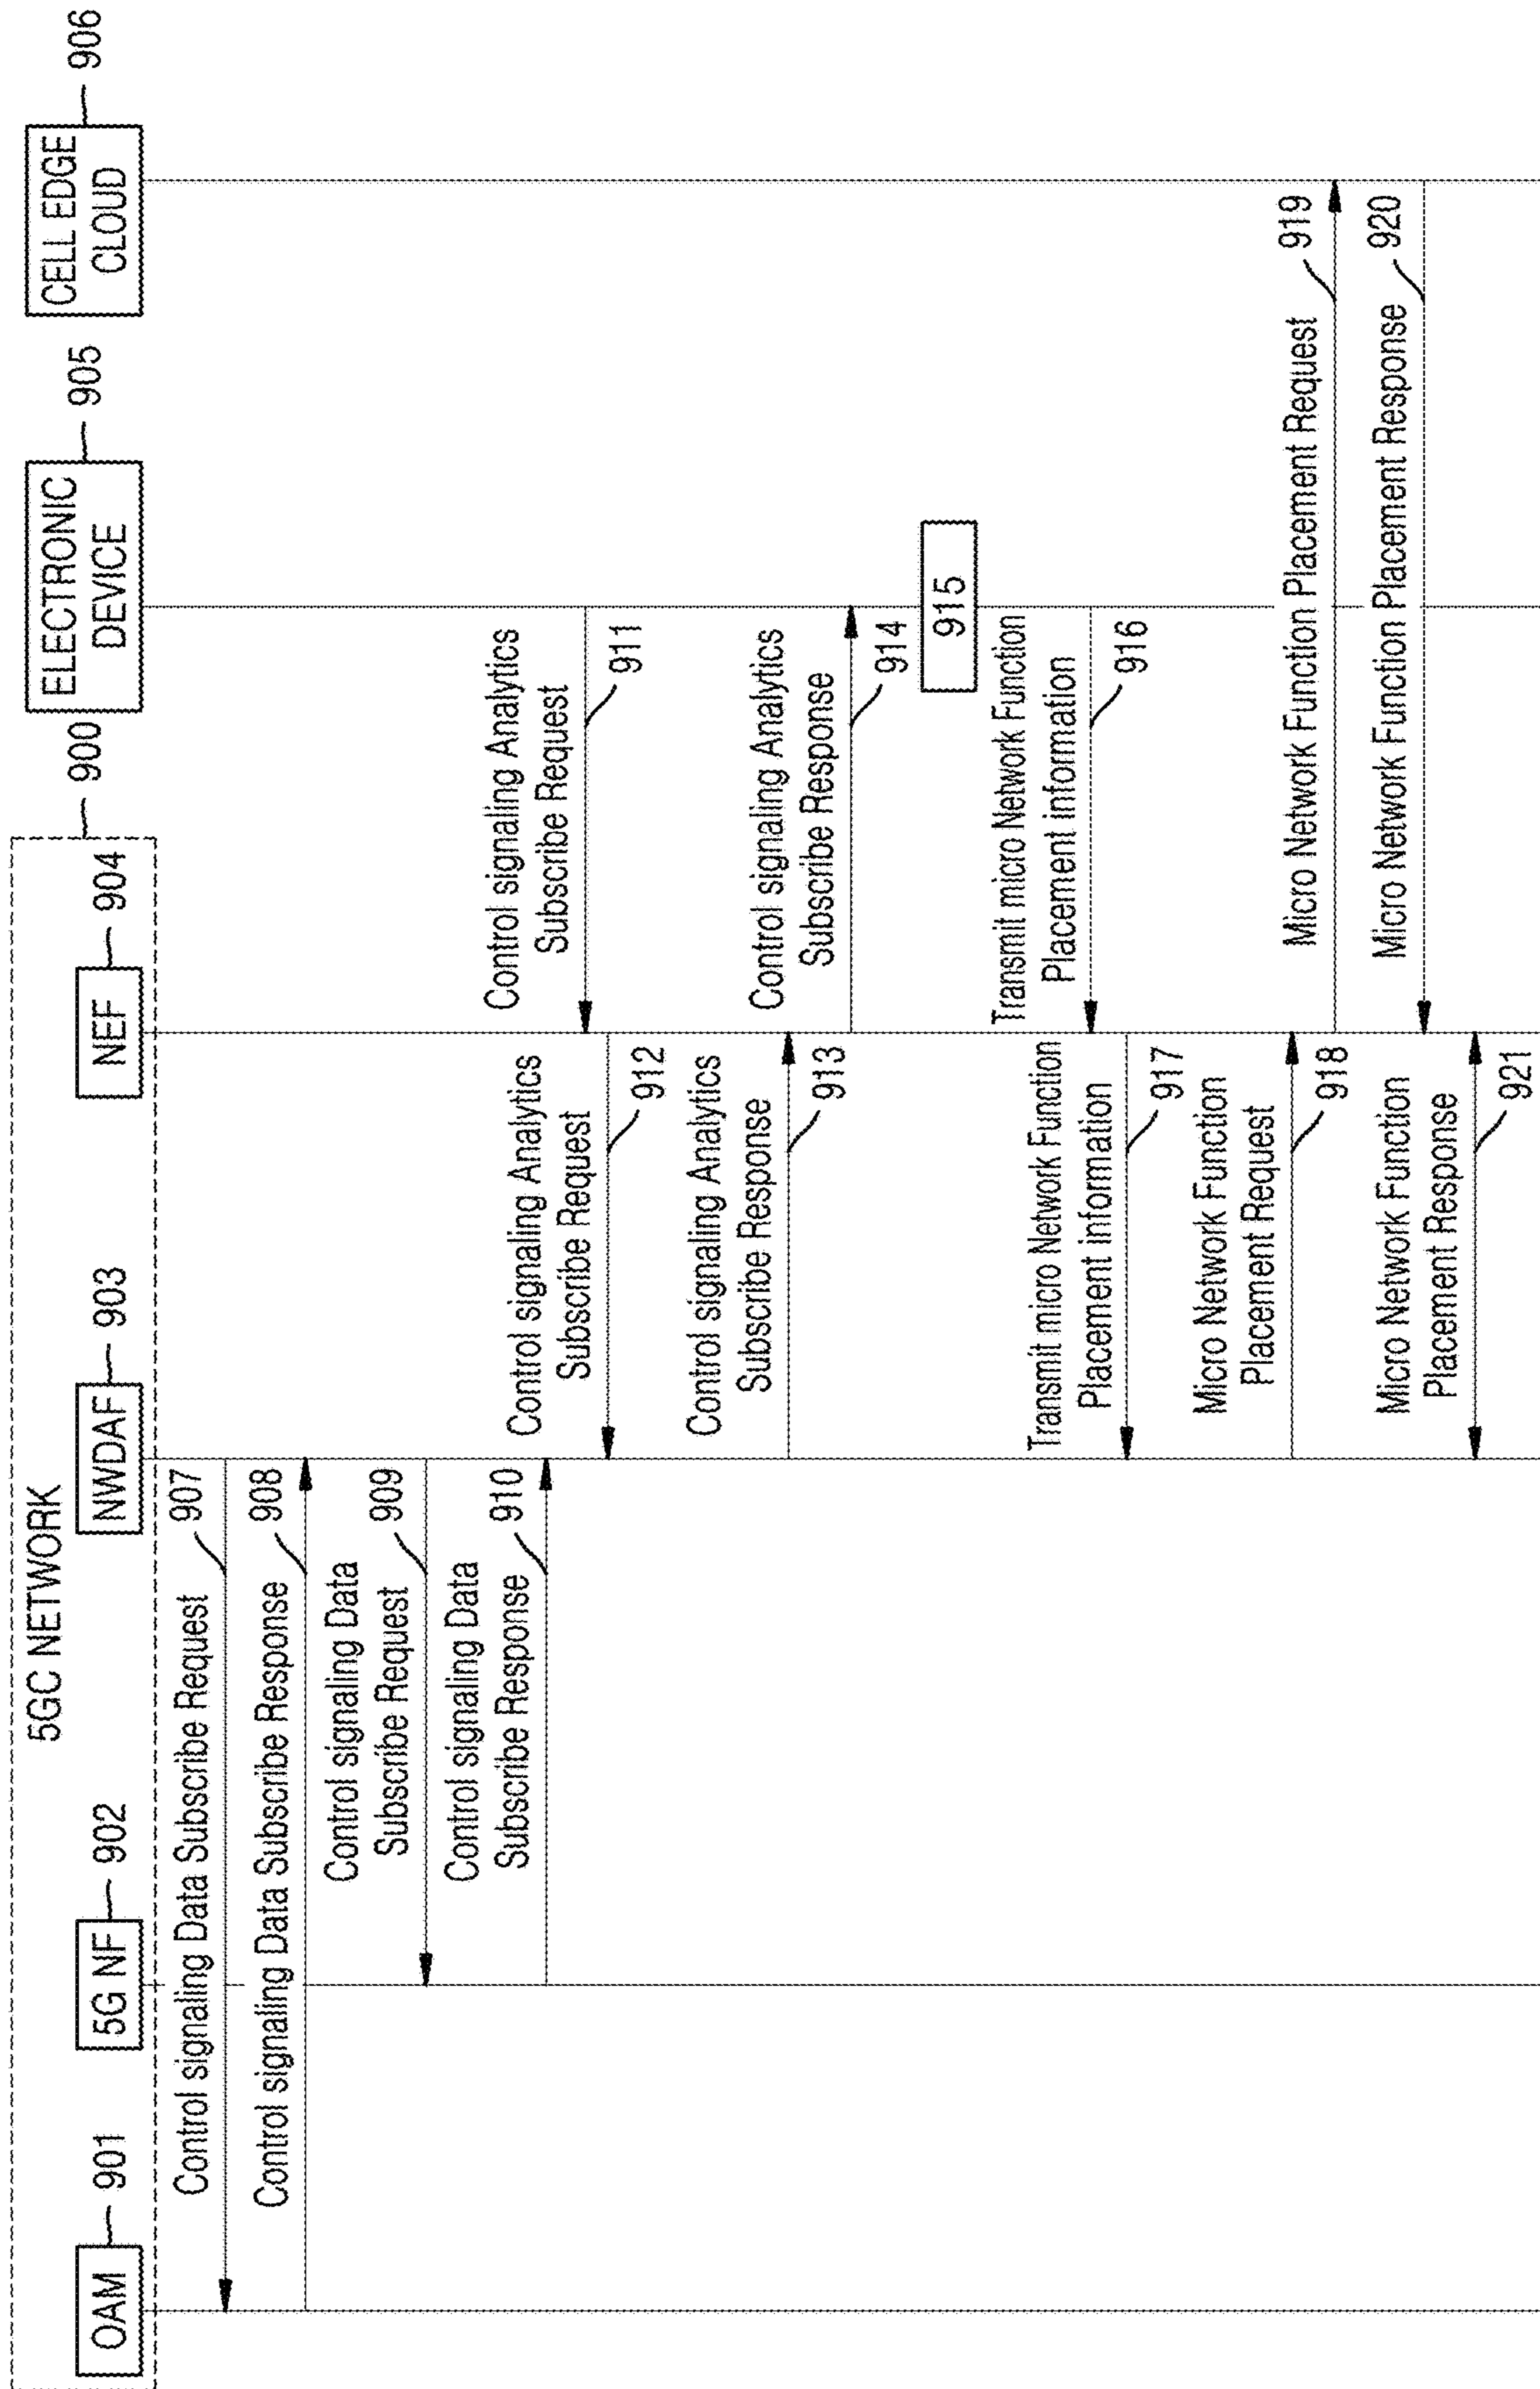 5GC NETWORK
900
OAM
901
5G NF
902
NWDAF
903
NEF
904
ELECTRONIC
DEVICE
905
CELL EDGE
CLOUD
906
Control signaling Data Subscribe Request
907
Control signaling Data Subscribe Response
908
Control signaling Data
Subscribe Request
909
Control signaling Data
Subscribe Response
910
Control signaling Analytics
Subscribe Request
911
Control signaling Analytics
Subscribe Request
912
Control signaling Analytics
Subscribe Response
913
Control signaling Analytics
Subscribe Response
914
915
Transmit micro Network Function
Placement information
916
Transmit micro Network Function
Placement information
917
Micro Network Function
Placement Request
918
Micro Network Function Placement Request
919
Micro Network Function Placement Response
920
Micro Network Function
Placement Response
921